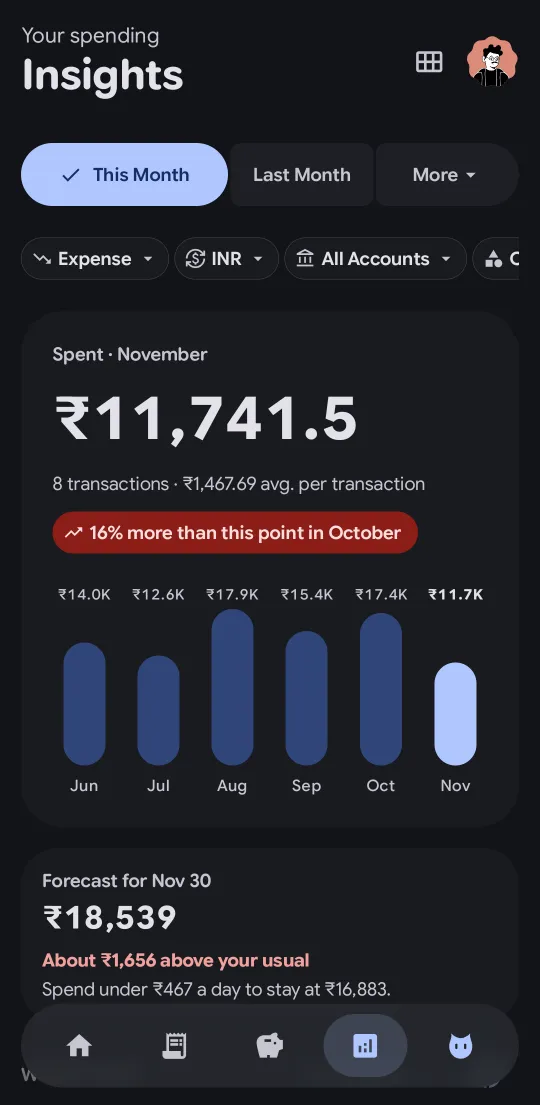 Your spending
Insights
This Month
Last Month
More
Expense
INR
All Accounts
Spent · November
₹11,741.5
8 transactions · ₹1,467.69 avg. per transaction
16% more than this point in October
₹14.0K ₹12.6K ₹17.9K ₹15.4K ₹17.4K ₹11.7K
Jun Jul Aug Sep Oct Nov
Forecast for Nov 30
₹18,539
About ₹1,656 above your usual
Spend under ₹467 a day to stay at ₹16,883.